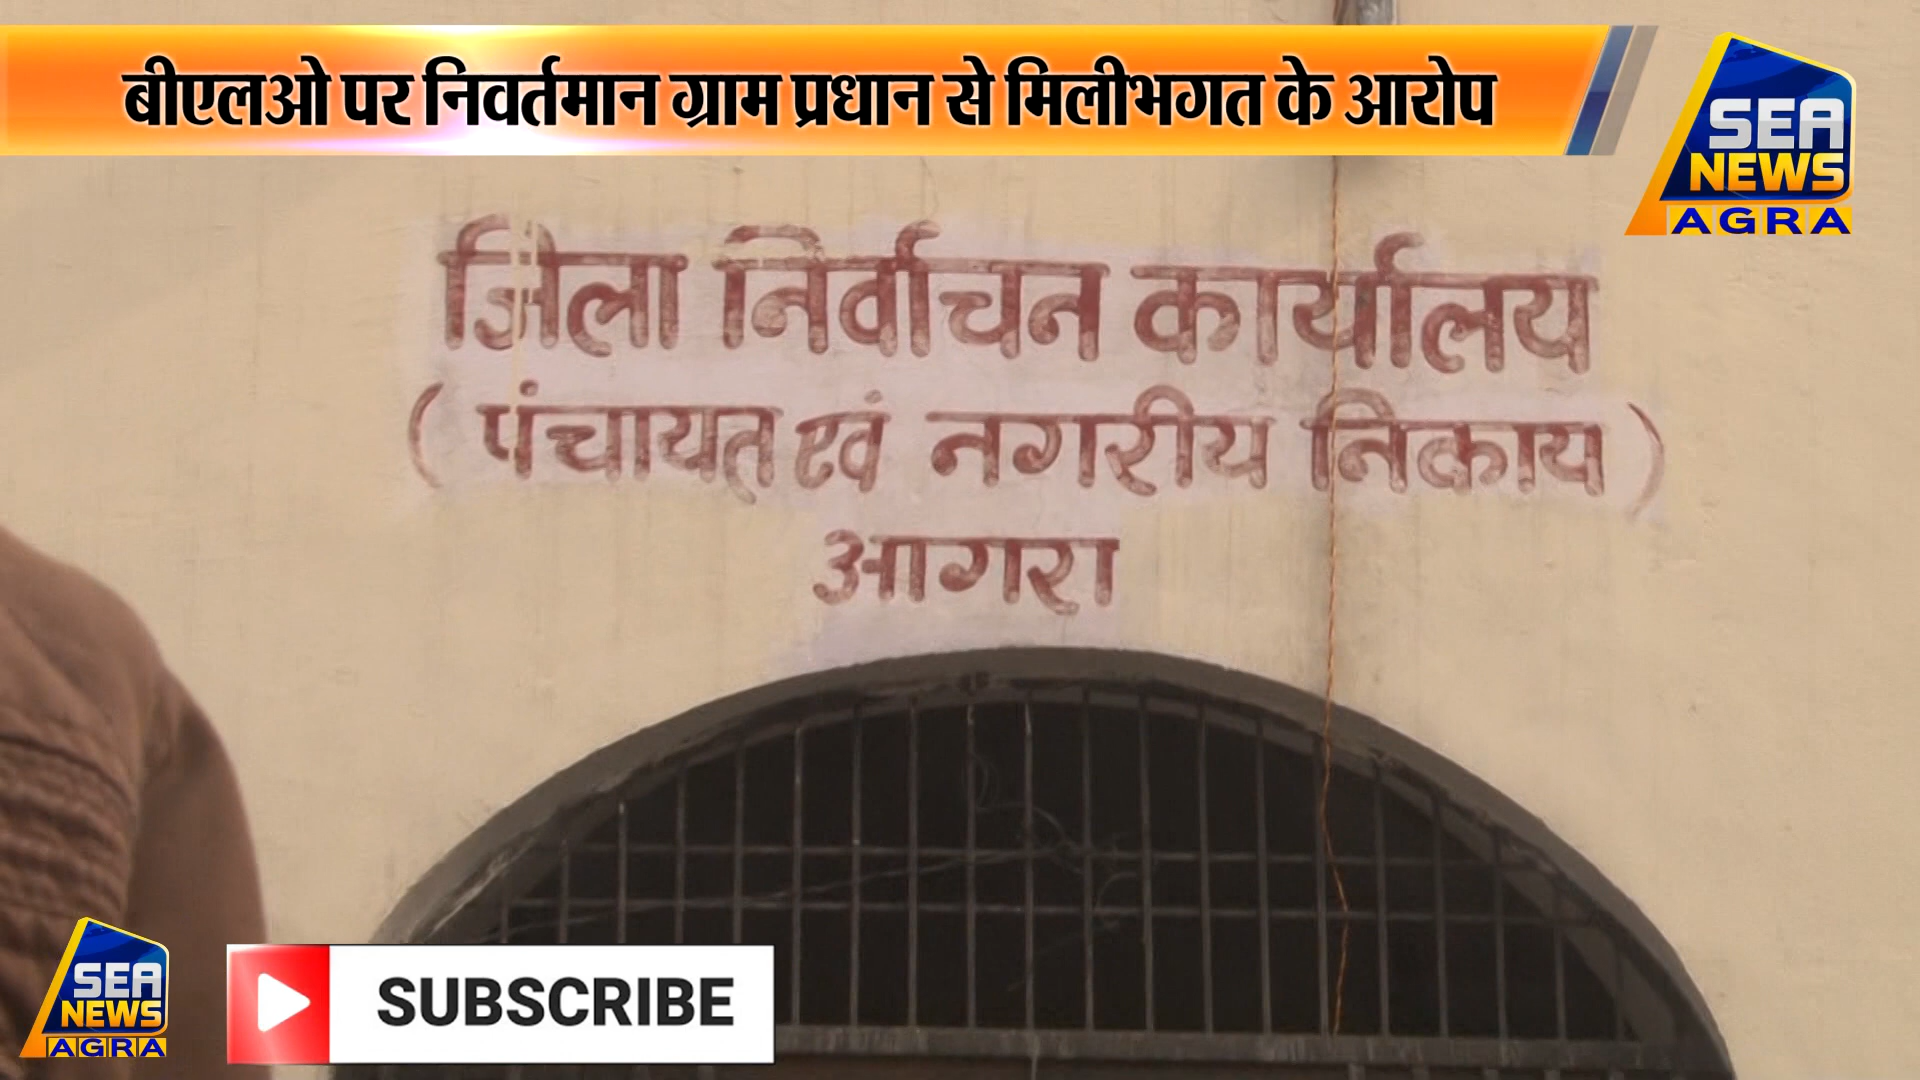 बीएलओ पर निवर्तमान ग्राम प्रधान से मिलीभगत के आरोप
SEA
NEWS
AGRA
जिला निर्वाचन कार्यालय
( पंचायत एवं नगरीय निकाय )
आगरा
SEA
NEWS
AGRA
SUBSCRIBE